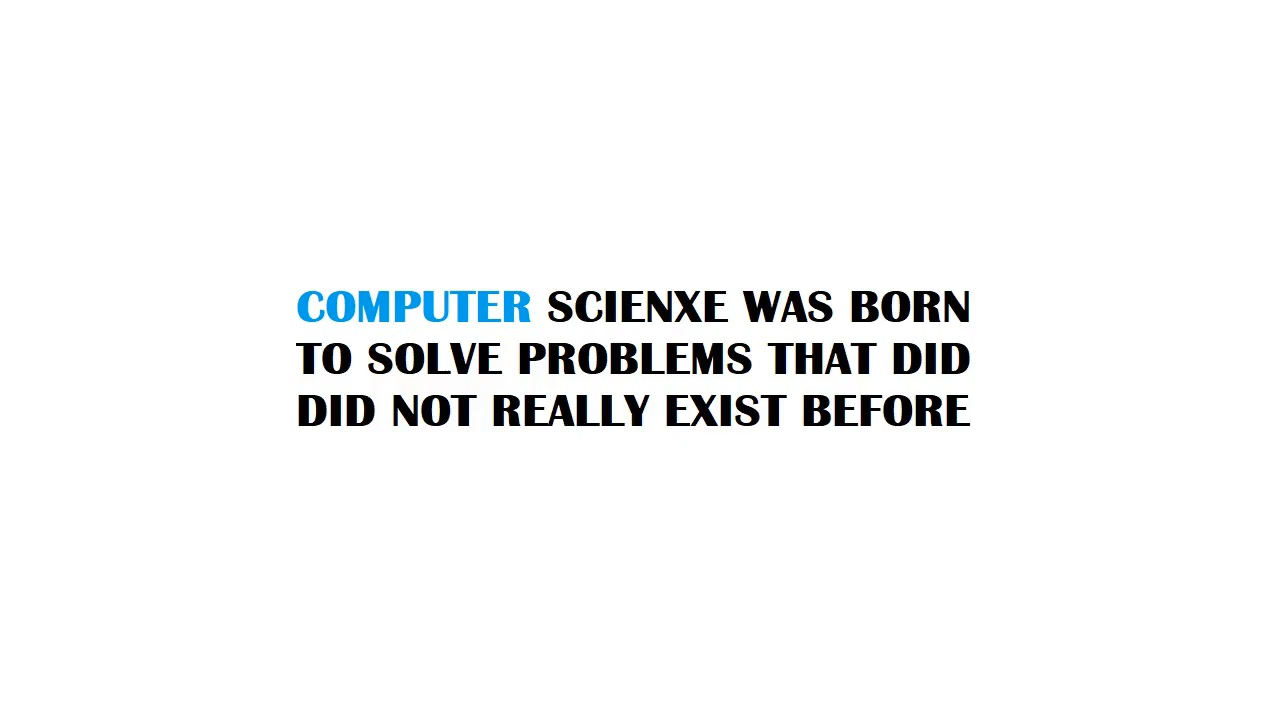 COMPUTER SCIENXE WAS BORN
TO SOLVE PROBLEMS THAT DID
DID NOT REALLY EXIST BEFORE